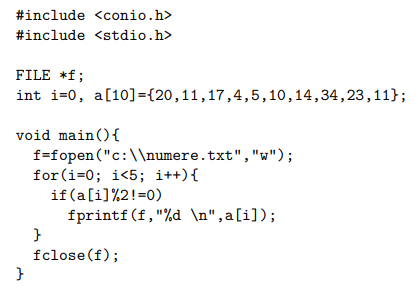 #include <conio.h>
#include <stdio.h>

FILE *f;
int i=0, a[10]={20,11,17,4,5,10,14,34,23,11};

void main(){
  f=fopen("c:\\numere.txt","w");
  for(i=0; i<5; i++){
    if(a[i]%2!=0)
      fprintf(f,"%d \n",a[i]);
  }
  fclose(f);
}